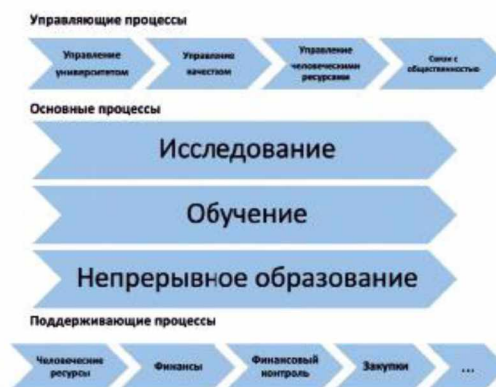 Управляющие процессы
Управление
университетом
Управление
качеством
Управление
человеческими
ресурсами
Связи с
общественностью
Основные процессы
Исследование
Обучение
Непрерывное образование
Поддерживающие процессы
Человеческие
ресурсы
Финансы
Финансовый
контроль
Закупки
...